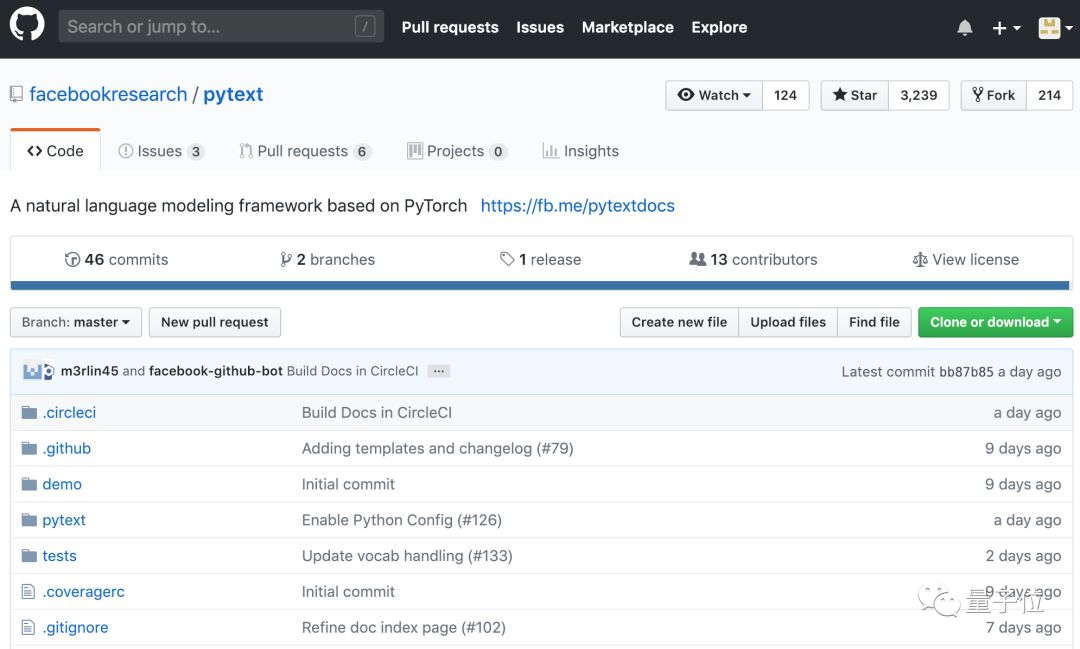 Search or jump to... /
Pull requests Issues Marketplace Explore
facebookresearch / pytext
Watch 124 Star 3,239 Fork 214
Code Issues 3 Pull requests 6 Projects 0 Insights
A natural language modeling framework based on PyTorch https://fb.me/pytextdocs
46 commits 2 branches 1 release 13 contributors View license
Branch: master New pull request Create new file Upload files Find file Clone or download
m3rlin45 and facebook-github-bot Build Docs in CircleCI ... Latest commit bb87b85 a day ago
.circleci Build Docs in CircleCI a day ago
.github Adding templates and changelog (#79) 9 days ago
demo Initial commit 9 days ago
pytext Enable Python Config (#126) a day ago
tests Update vocab handling (#133) 2 days ago
.coveragerc Initial commit 9 days ago
量子位
.gitignore Refine doc index page (#102) 7 days ago